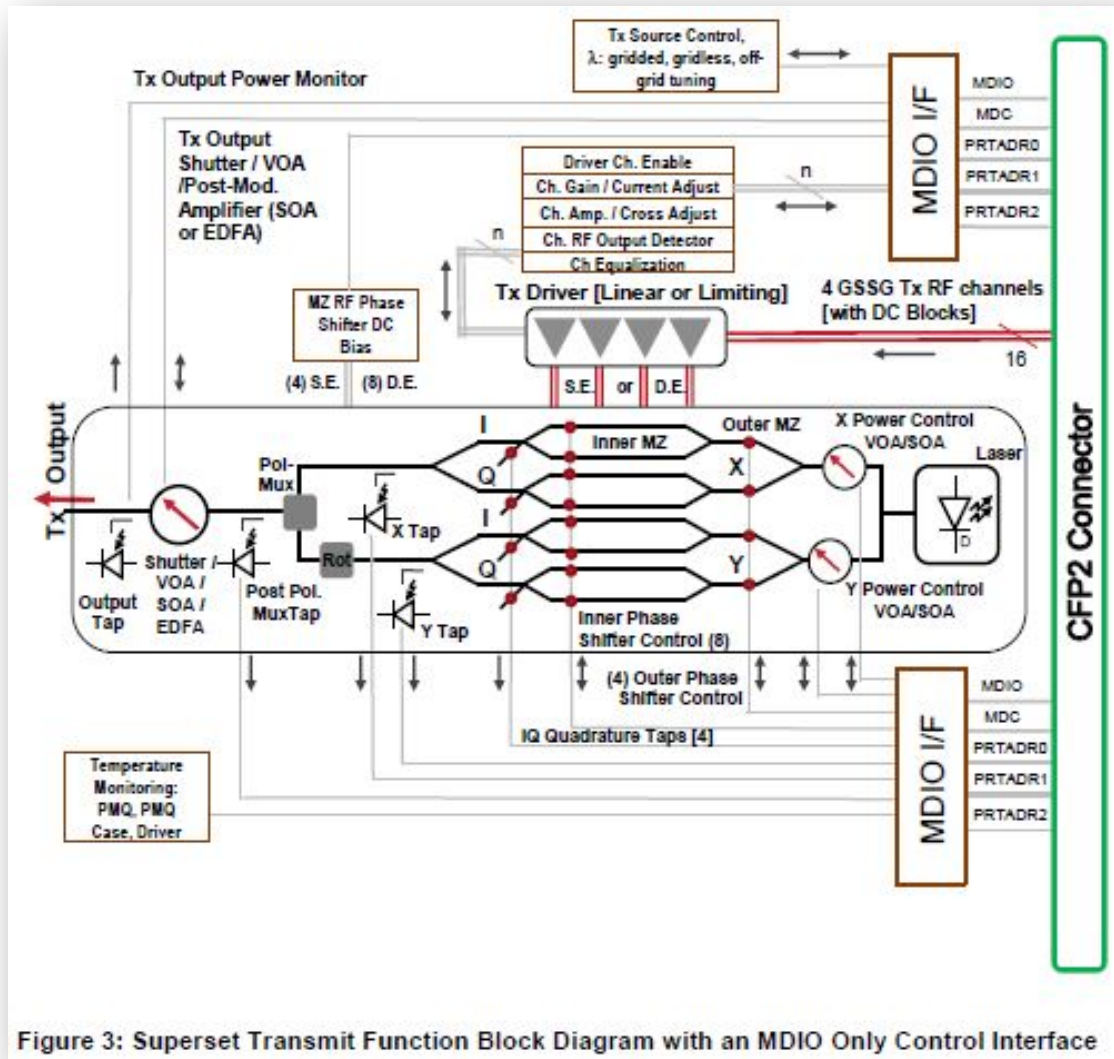 Tx Source Control,
λ: gridded, gridless, off-
grid tuning
Tx Output Power Monitor
MDIO I/F
MDIO
MDC
PRTADR0
PRTADR1
PRTADR2
Tx Output
Shutter / VOA
/Post-Mod.
Amplifier (SOA
or EDFA)
Driver Ch. Enable
Ch. Gain / Current Adjust
Ch. Amp. / Cross Adjust
Ch. RF Output Detector
Ch Equalization
n
n
Tx Driver [Linear or Limiting]
4 GSSG Tx RF channels
[with DC Blocks]
16
MZ RF Phase
Shifter DC
Bias
(4) S.E. (8) D.E.
S.E. or D.E.
CFP2 Connector
Tx Output
Pol-
Mux
I
Q
I
Q
Inner MZ
Outer MZ
X
Y
X Power Control
VOA/SOA
Laser
D
X Tap
Rot
Y Tap
Output
Tap
Shutter /
VOA /
SOA /
EDFA
Post Pol.
MuxTap
Inner Phase
Shifter Control (8)
Y Power Control
VOA/SOA
(4) Outer Phase
Shifter Control
IQ Quadrature Taps [4]
Temperature
Monitoring:
PMQ, PMQ
Case, Driver
MDIO I/F
MDIO
MDC
PRTADR0
PRTADR1
PRTADR2
Figure 3: Superset Transmit Function Block Diagram with an MDIO Only Control Interface